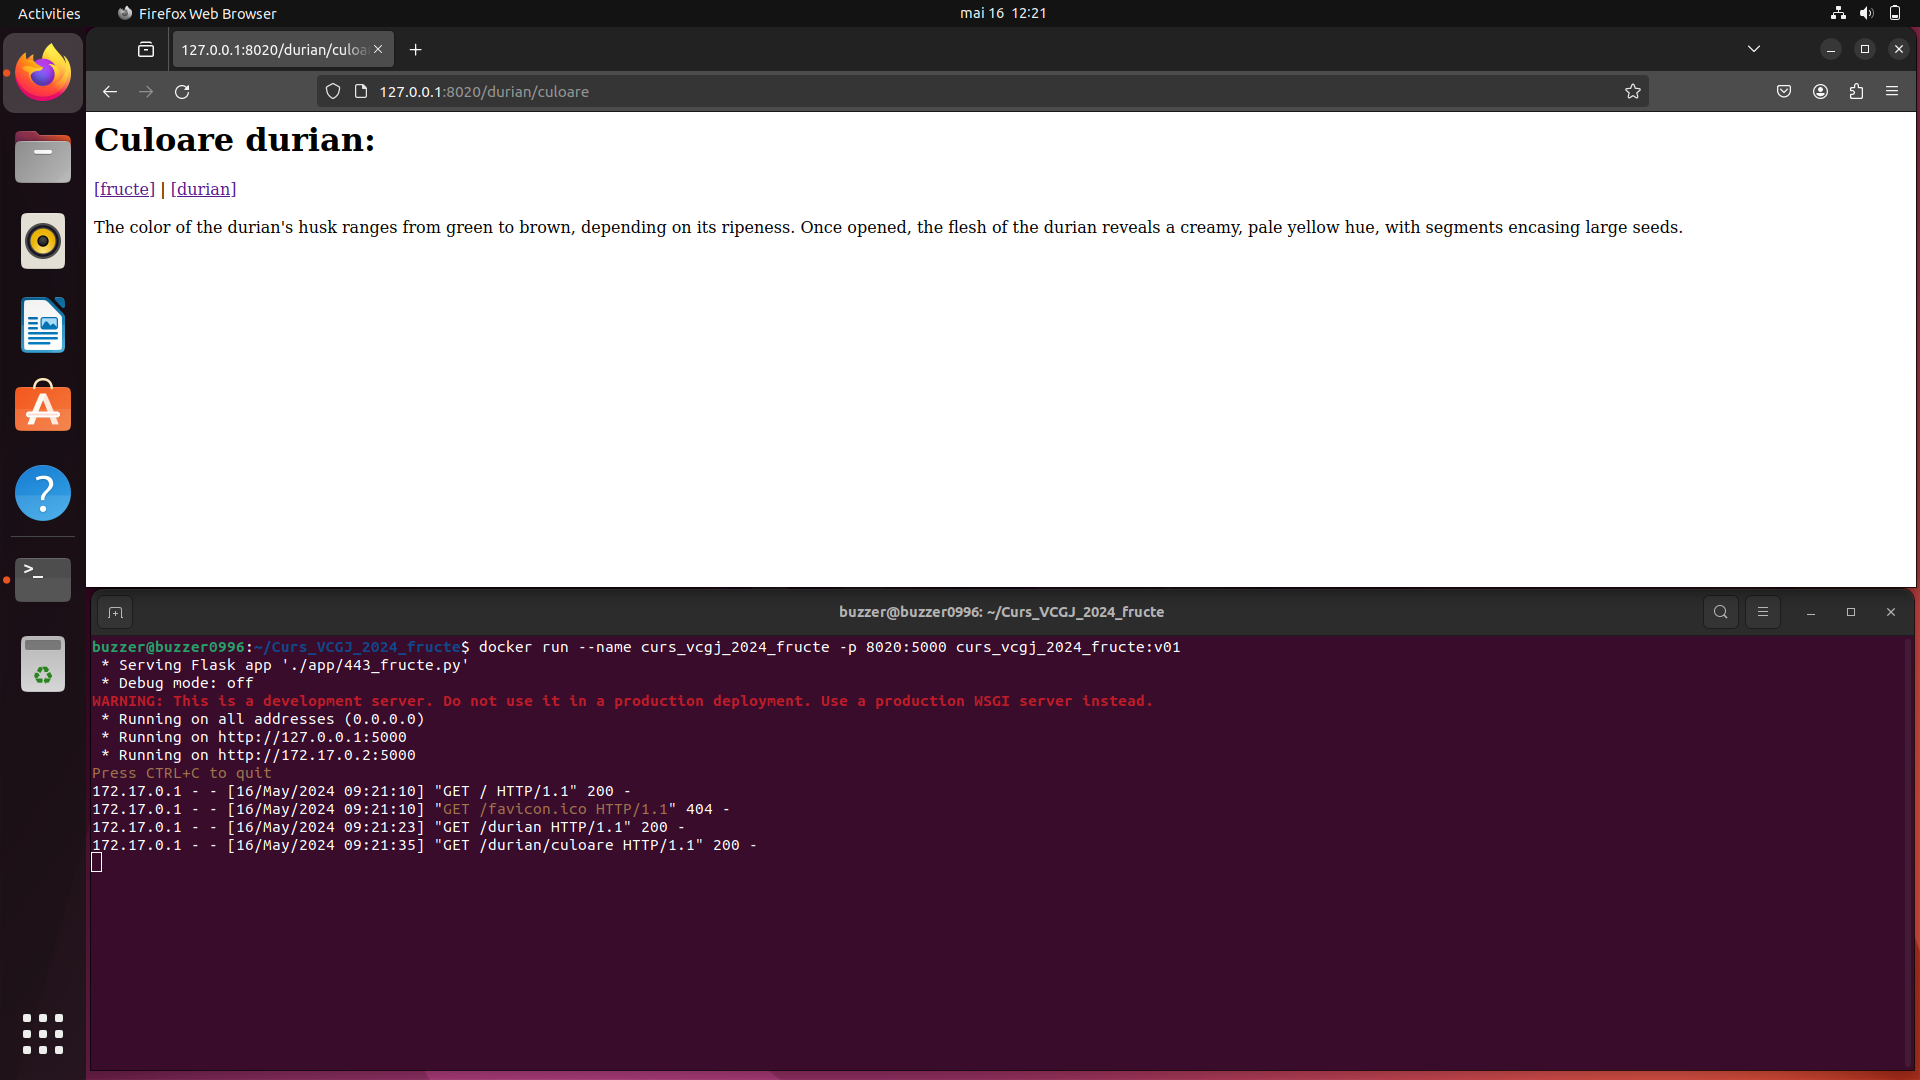 Activities
Firefox Web Browser
mai 16 12:21
127.0.0.1:8020/durian/culoa
127.0.0.1:8020/durian/culoare
Culoare durian:
[fructe] | [durian]
The color of the durian's husk ranges from green to brown, depending on its ripeness. Once opened, the flesh of the durian reveals a creamy, pale yellow hue, with segments encasing large seeds.
buzzer@buzzer0996: ~/Curs_VCGJ_2024_fructe
buzzer@buzzer0996:~/Curs_VCGJ_2024_fructe$ docker run --name curs_vcgj_2024_fructe -p 8020:5000 curs_vcgj_2024_fructe:v01
 * Serving Flask app './app/443_fructe.py'
 * Debug mode: off
WARNING: This is a development server. Do not use it in a production deployment. Use a production WSGI server instead.
 * Running on all addresses (0.0.0.0)
 * Running on http://127.0.0.1:5000
 * Running on http://172.17.0.2:5000
Press CTRL+C to quit
172.17.0.1 - - [16/May/2024 09:21:10] "GET / HTTP/1.1" 200 -
172.17.0.1 - - [16/May/2024 09:21:10] "GET /favicon.ico HTTP/1.1" 404 -
172.17.0.1 - - [16/May/2024 09:21:23] "GET /durian HTTP/1.1" 200 -
172.17.0.1 - - [16/May/2024 09:21:35] "GET /durian/culoare HTTP/1.1" 200 -